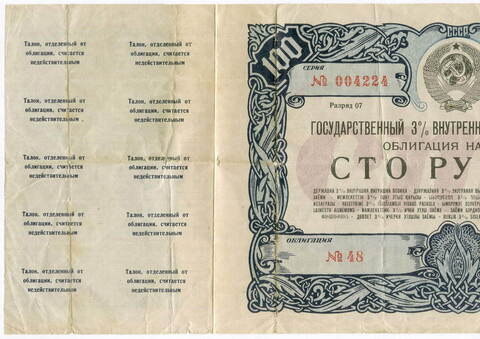 Талон, отделенный от
облигации, считается
недействительным
Талон, отделенный от
облигации, считается
недействительным
Талон, отделенный от
облигации, считается
недействительным
Талон, отделенный от
облигации, считается
недействительным
Талон, отделенный от
облигации, считается
недействительным
Талон, отделенный от
облигации, считается
недействительным
Талон, отделенный от
облигации, считается
недействительным
Талон, отделенный от
облигации, считается
недействительным
Талон, отделенный от
облигации, считается
недействительным
Талон, отделенный от
облигации, считается
недействительным
100
СССР
СЕРИЯ
№ 004224
Разряд 07
ГОСУДАРСТВЕННЫЙ 3% ВНУТРЕНН
ОБЛИГАЦИЯ НА
СТО РУ
ОБЛИГАЦИЯ
№ 48